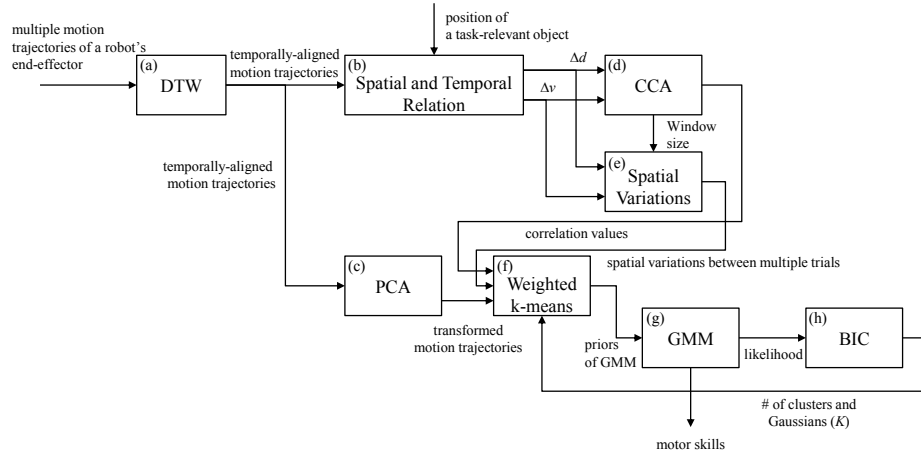 position of
a task-relevant object
multiple motion
trajectories of a robot's
end-effector
(a)
DTW
temporally-aligned
motion trajectories
(b)
Spatial and Temporal
Relation
Δd
Δv
(d)
CCA
Window
size
(e)
Spatial
Variations
temporally-aligned
motion trajectories
correlation values
spatial variations between multiple trials
(c)
PCA
(f)
Weighted
k-means
transformed
motion trajectories
priors
of GMM
(g)
GMM
likelihood
(h)
BIC
# of clusters and
Gaussians (K)
motor skills